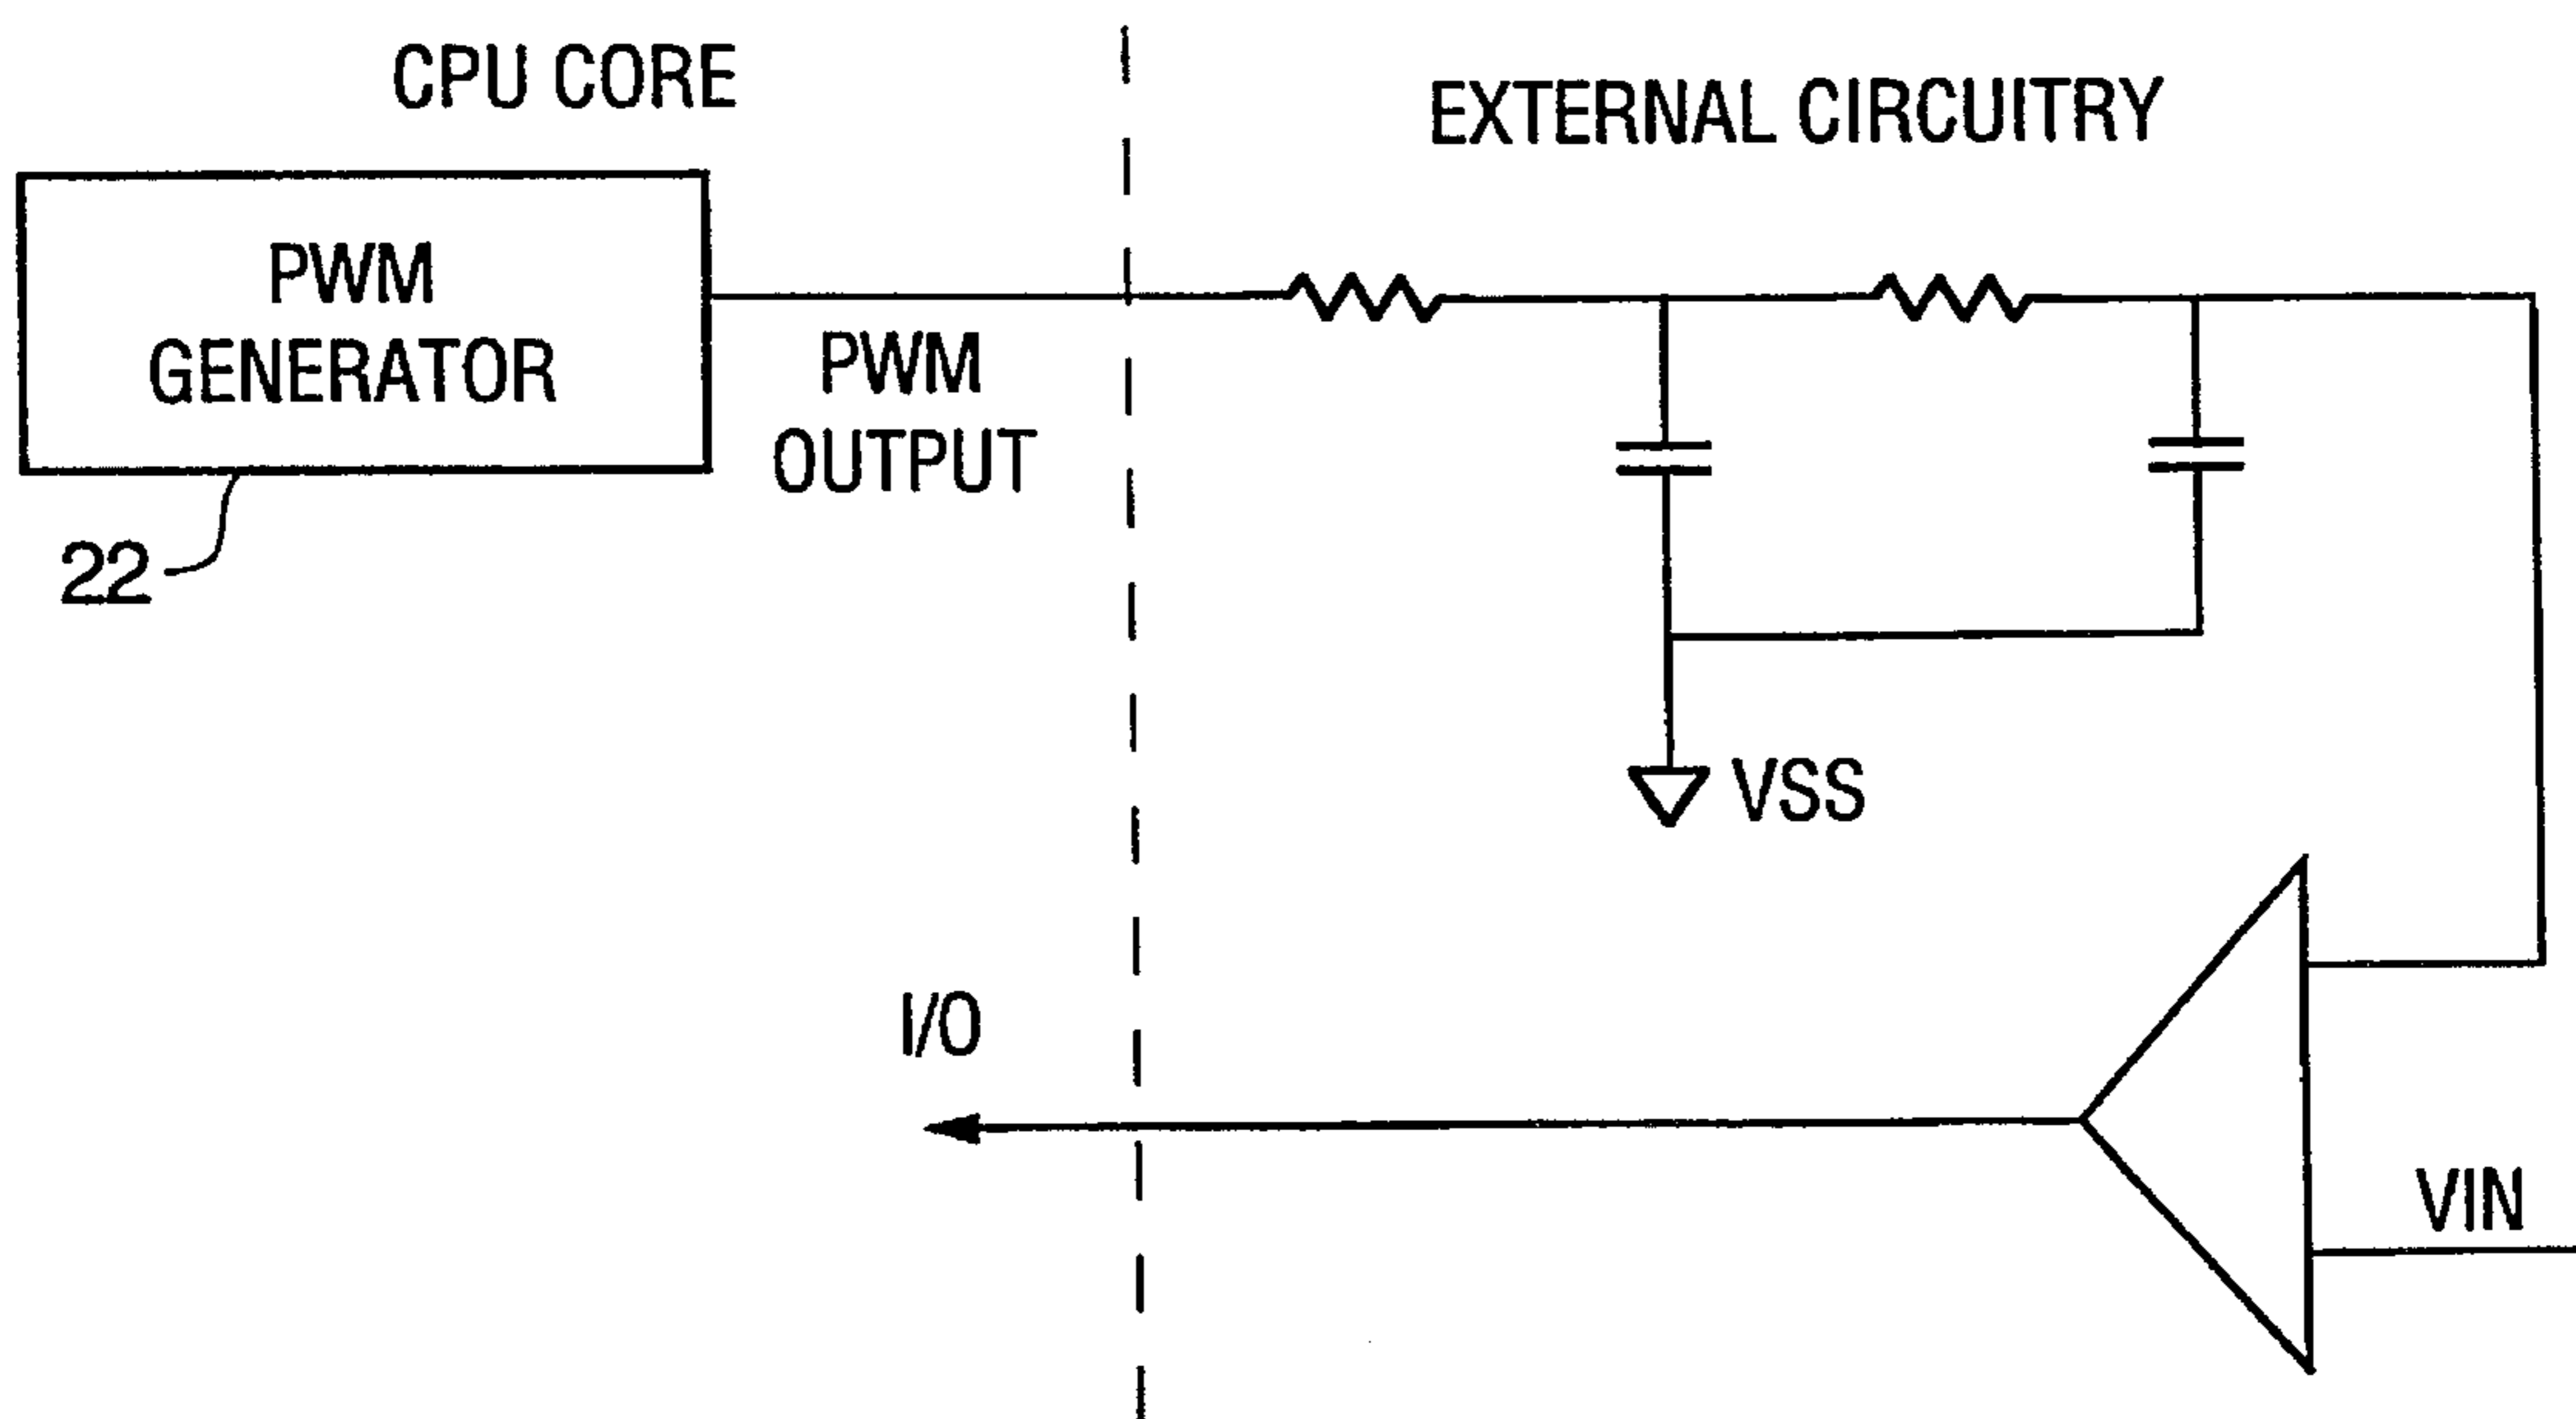 CPU CORE
EXTERNAL CIRCUITRY
PWM
GENERATOR
PWM
OUTPUT
22
VSS
I/O
VIN